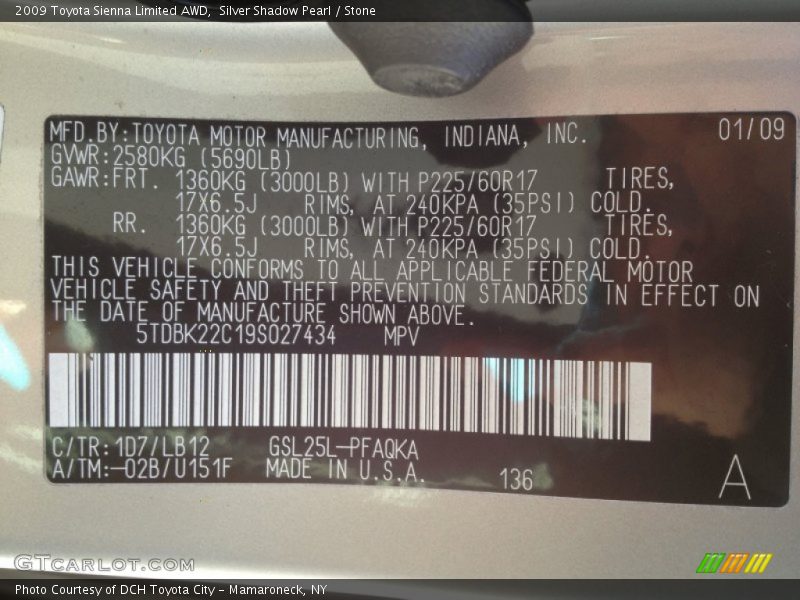 2009 Toyota Sienna Limited AWD, Silver Shadow Pearl / Stone
MFD.BY:TOYOTA MOTOR MANUFACTURING, INDIANA, INC. 01/09
GVWR:2580KG (5690LB)
GAWR:FRT. 1360KG (3000LB) WITH P225/60R17 TIRES,
17X6.5J RIMS, AT 240KPA (35PSI) COLD.
RR. 1360KG (3000LB) WITH P225/60R17 TIRES,
17X6.5J RIMS, AT 240KPA (35PSI) COLD.
THIS VEHICLE CONFORMS TO ALL APPLICABLE FEDERAL MOTOR
VEHICLE SAFETY AND THEFT PREVENTION STANDARDS IN EFFECT ON
THE DATE OF MANUFACTURE SHOWN ABOVE.
5TDBK22C19S027434 MPV
C/TR:1D7/LB12 GSL25L-PFAQKA
A/TM:-02B/U151F MADE IN U.S.A. 136 A
GTCARLOT.COM
Photo Courtesy of DCH Toyota City - Mamaroneck, NY